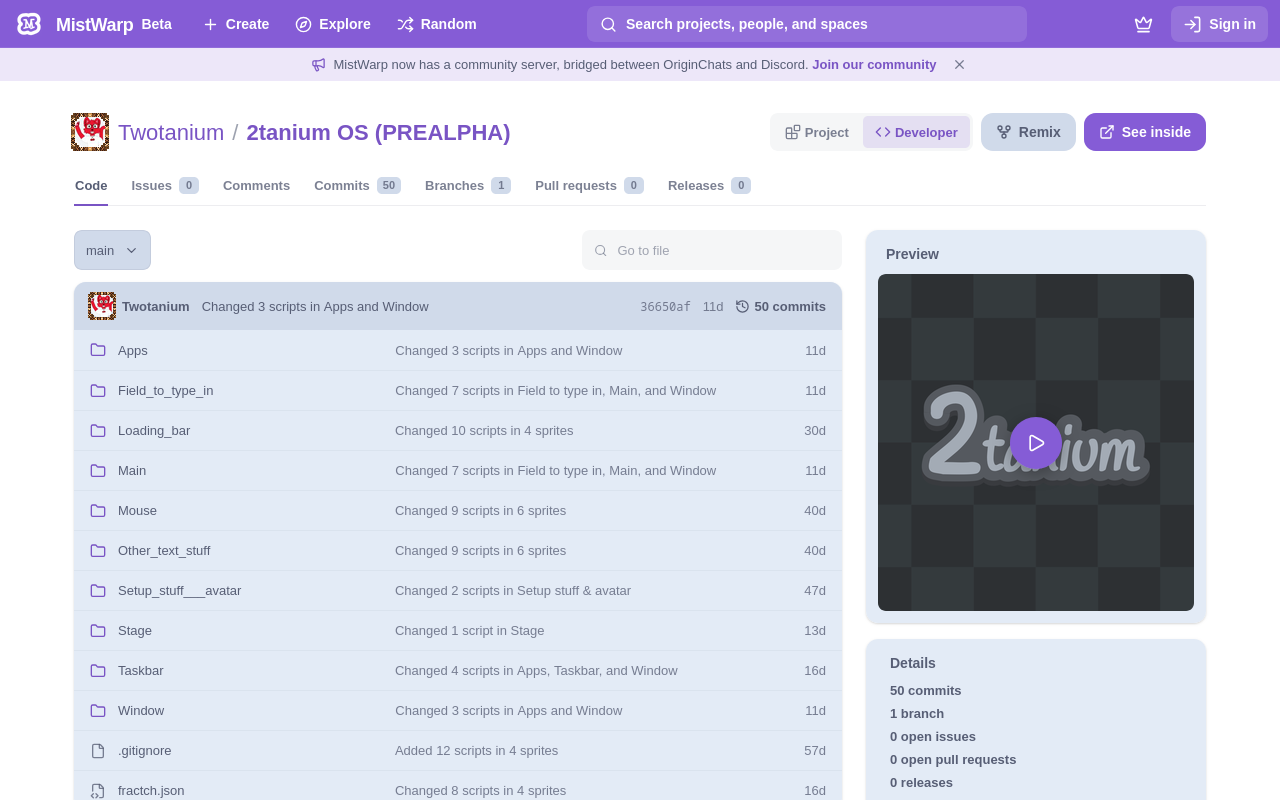 MistWarp Beta Create Explore Random Search projects, people, and spaces Sign in
MistWarp now has a community server, bridged between OriginChats and Discord. Join our community
Twotanium / 2tanium OS (PREALPHA) Project Developer Remix See inside
Code Issues 0 Comments Commits 50 Branches 1 Pull requests 0 Releases 0
main Go to file
Twotanium Changed 3 scripts in Apps and Window 36650af 11d 50 commits
Apps Changed 3 scripts in Apps and Window 11d
Field_to_type_in Changed 7 scripts in Field to type in, Main, and Window 11d
Loading_bar Changed 10 scripts in 4 sprites 30d
Main Changed 7 scripts in Field to type in, Main, and Window 11d
Mouse Changed 9 scripts in 6 sprites 40d
Other_text_stuff Changed 9 scripts in 6 sprites 40d
Setup_stuff___avatar Changed 2 scripts in Setup stuff & avatar 47d
Stage Changed 1 script in Stage 13d
Taskbar Changed 4 scripts in Apps, Taskbar, and Window 16d
Window Changed 3 scripts in Apps and Window 11d
.gitignore Added 12 scripts in 4 sprites 57d
fractch.json Changed 8 scripts in 4 sprites 16d
Preview
2tanium
Details
50 commits
1 branch
0 open issues
0 open pull requests
0 releases